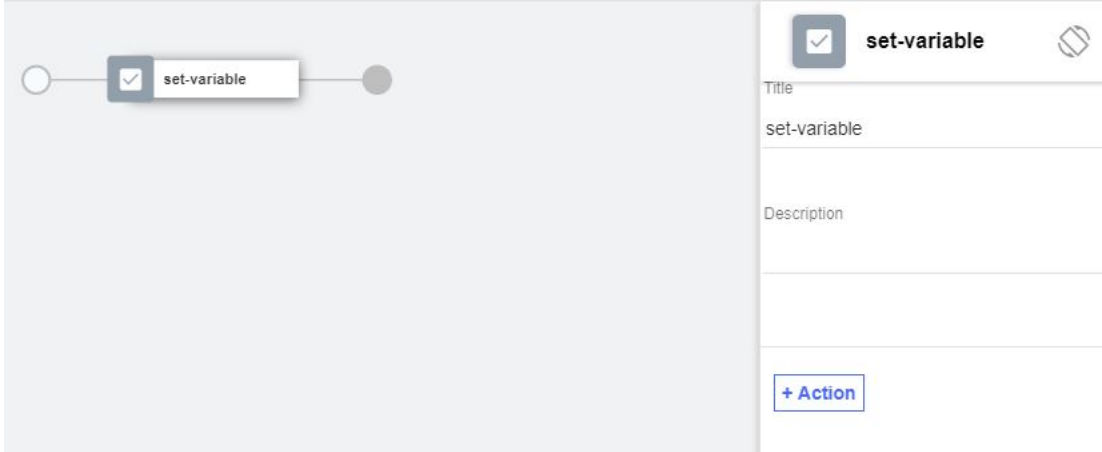 set-variable
set-variable
Title
set-variable
Description
+ Action